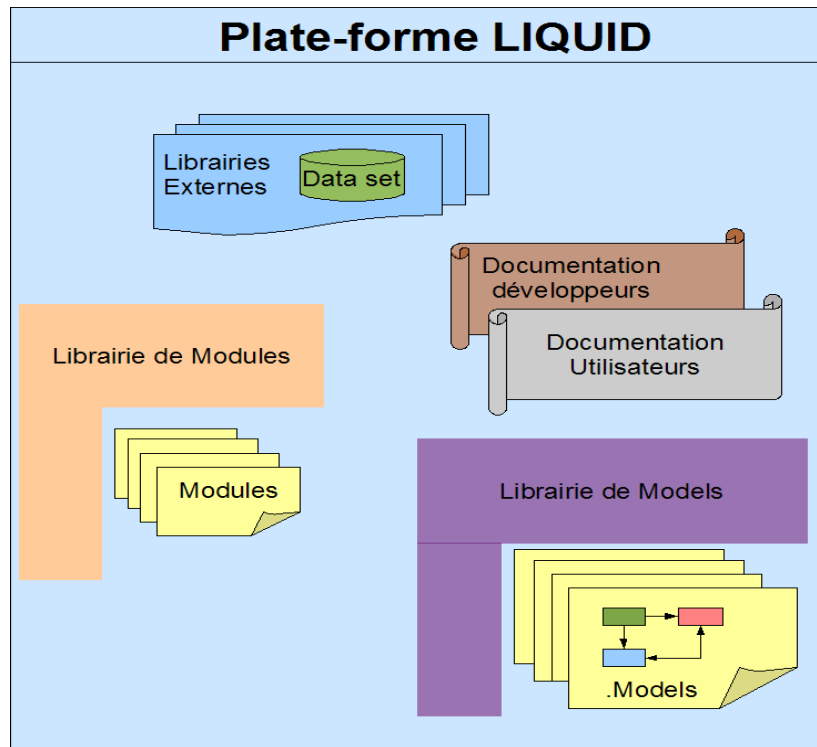 Plate-forme LIQUID
Librairies
Externes
Data set
Documentation
développeurs
Documentation
Utilisateurs
Librairie de Modules
Modules
Librairie de Models
.Models